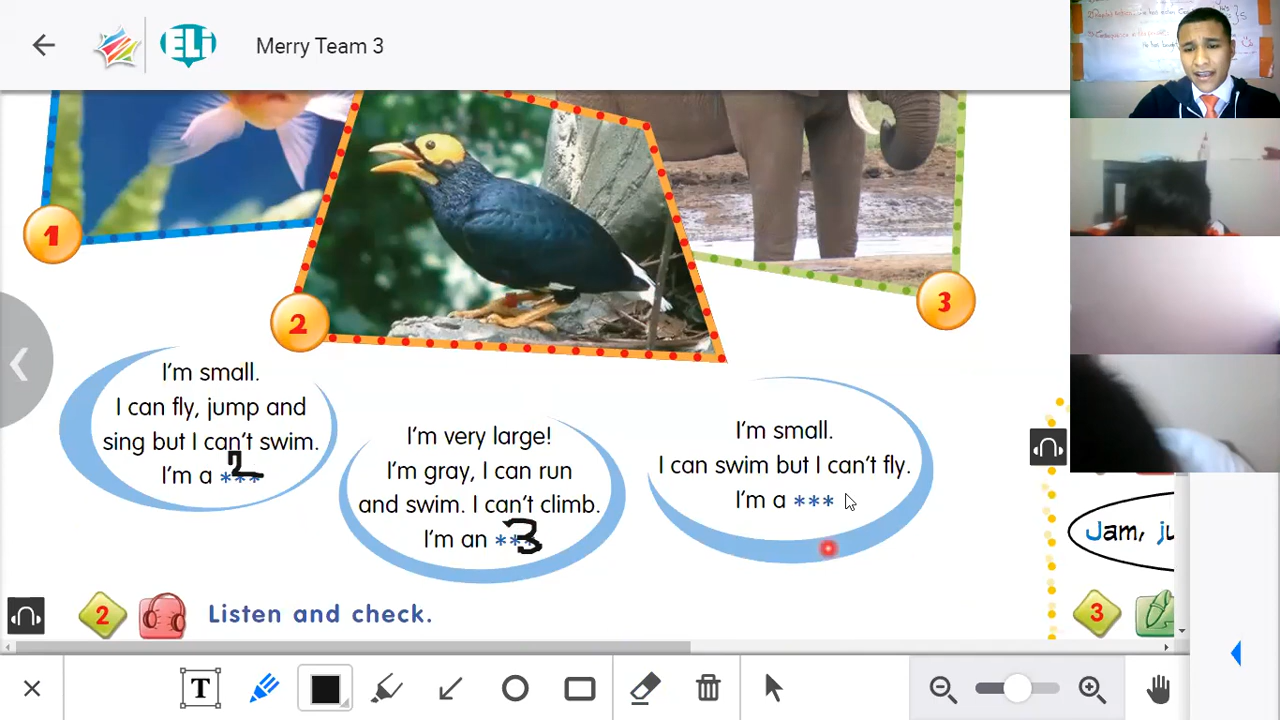 ELi
Merry Team 3
1
2
3
I'm small.
I can fly, jump and
sing but I can't swim.
I'm a *** 2
I'm very large!
I'm gray, I can run
and swim. I can't climb.
I'm an *** 3
I'm small.
I can swim but I can't fly.
I'm a ***
Jam, ju
2 Listen and check.
3
T